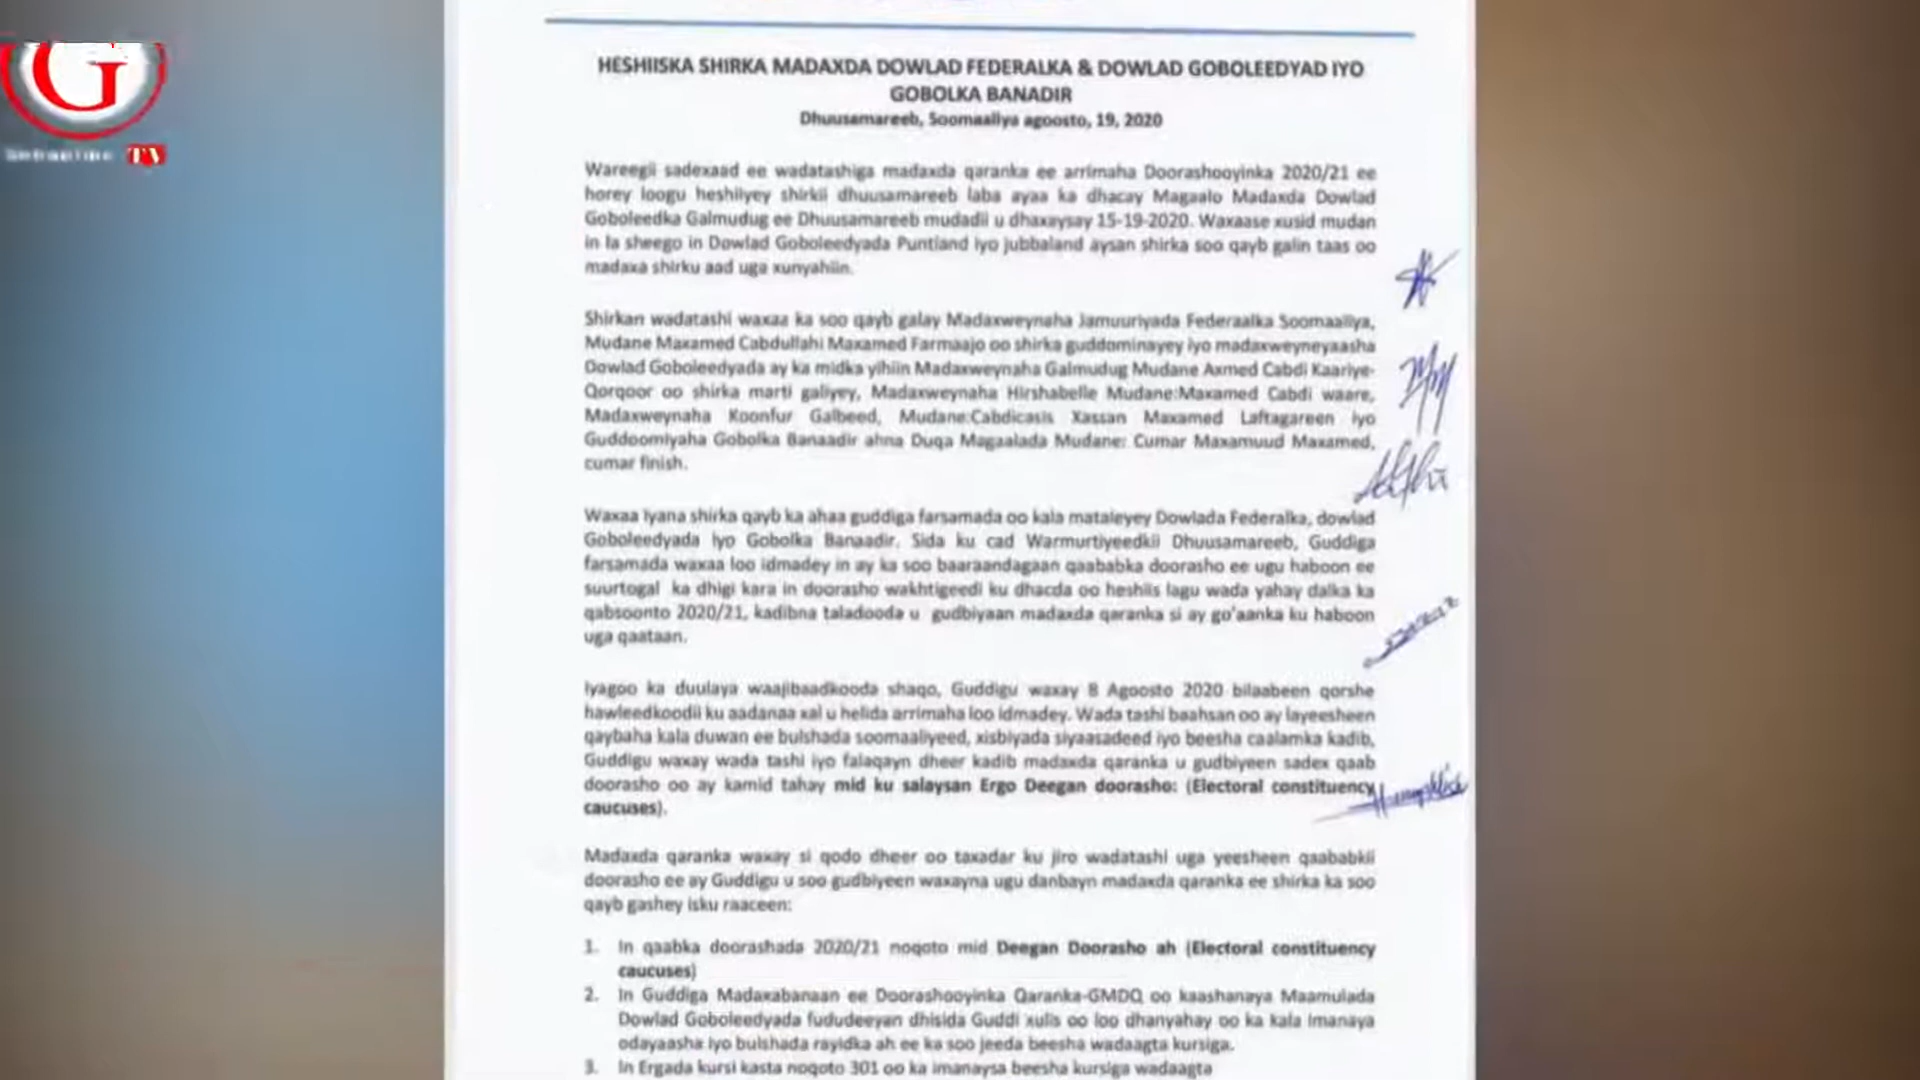 G
TV
HESHIISKA SHIRKA MADAXDA DOWLAD FEDERALKA & DOWLAD GOBOLEEDYAD IYO
GOBOLKA BANADIR
Dhuusamareeb, Soomaaliya agoosto, 19, 2020
Wareegii sadexaad ee wadatashiga madaxda qaranka ee arrimaha Doorashooyinka 2020/21 ee
horey loogu heshiiyey shirkii dhuusamareeb laba ayaa ka dhacay Magaalo Madaxda Dowlad
Goboleedka Galmudug ee Dhuusamareeb mudadii u dhaxaysay 15-19-2020. Waxaase xusid mudan
in la sheego in Dowlad Goboleedyada Puntland iyo jubbaland aysan shirka soo qayb galin taas oo
madaxa shirku aad uga xunyahiin.
Shirkan wadatashi waxaa ka soo qayb galay Madaxweynaha Jamuuriyada Federaalka Soomaaliya,
Mudane Maxamed Cabdullahi Maxamed Farmaajo oo shirka guddominayey iyo madaxweyneyaasha
Dowlad Goboleedyada ay ka midka yihiin Madaxweynaha Galmudug Mudane Axmed Cabdi Kaariye-
Qorqoor oo shirka marti galiyey, Madaxweynaha Hirshabelle Mudane:Maxamed Cabdi waare,
Madaxweynaha Koonfur Galbeed, Mudane:Cabdicasis Xassan Maxamed Laftagareen iyo
Guddoomiyaha Gobolka Banaadir ahna Duqa Magaalada Mudane: Cumar Maxamuud Maxamed,
cumar finish.
Waxaa iyana shirka qayb ka ahaa guddiga farsamada oo kala mataleyey Dowlada Federalka, dowlad
Goboleedyada iyo Gobolka Banaadir. Sida ku cad Warmurtiyeedkii Dhuusamareeb, Guddiga
farsamada waxaa loo idmadey in ay ka soo baaraandagaan qaababka doorasho ee ugu haboon ee
suurtogal ka dhigi kara in doorasho wakhtigeedi ku dhacda oo heshiis lagu wada yahay dalka ka
qabsoonto 2020/21, kadibna taladooda u gudbiyaan madaxda qaranka si ay go'aanka ku haboon
uga qaataan.
Iyagoo ka duulaya waajibaadkooda shaqo, Guddigu waxay 8 Agoosto 2020 bilaabeen qorshe
hawleedkoodii ku aadanaa xal u helida arrimaha loo idmadey. Wada tashi baahsan oo ay layeesheen
qaybaha kala duwan ee bulshada soomaaliyeed, xisbiyada siyaasadeed iyo beesha caalamka kadib,
Guddigu waxay wada tashi iyo falaqayn dheer kadib madaxda qaranka u gudbiyeen sadex qaab
doorasho oo ay kamid tahay mid ku salaysan Ergo Deegan doorasho: (Electoral constituency
caucuses).
Madaxda qaranka waxay si qodo dheer oo taxadar ku jiro wadatashi uga yeesheen qaababkii
doorasho ee ay Guddigu u soo gudbiyeen waxayna ugu danbayn madaxda qaranka ee shirka ka soo
qayb gashey isku raaceen:
1. In qaabka doorashada 2020/21 noqoto mid Deegan Doorasho ah (Electoral constituency
caucuses)
2. In Guddiga Madaxabanaan ee Doorashooyinka Qaranka-GMDQ oo kaashanaya Maamulada
Dowlad Goboleedyada fududeeyan dhisida Guddi xulis oo loo dhanyahay oo ka kala imanaya
odayaasha iyo bulshada rayidka ah ee ka soo jeeda beesha wadaagta kursiga.
3. In Ergada kursi kasta noqoto 301 oo ka imanaysa beesha kursiga wadaagta